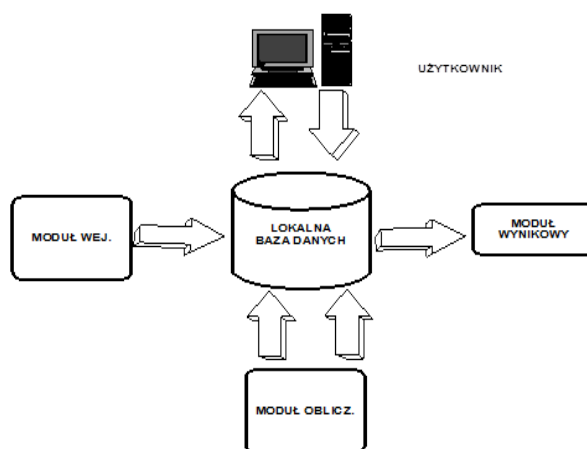 UŻYTKOWNIK
LOKALNA
BAZA DANYCH
MODUŁ WEJ.
MODUŁ
WYNIKOWY
MODUŁ OBLICZ.